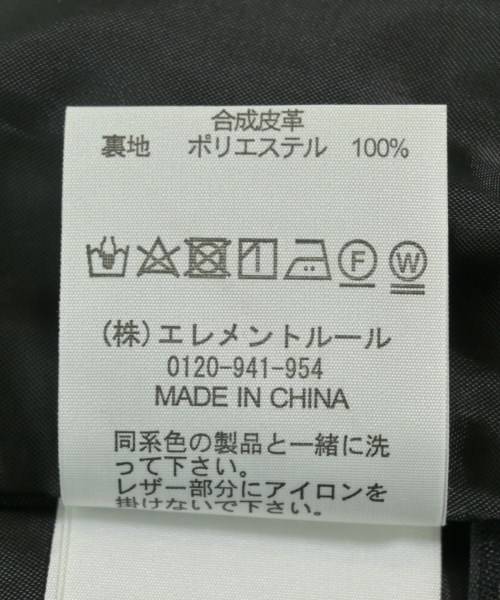 合成皮革
裏地 ポリエステル 100%
F W
(株)エレメントルール
0120-941-954
MADE IN CHINA
同系色の製品と一緒に洗
って下さい。
レザー部分にアイロンを
掛けないで下さい。